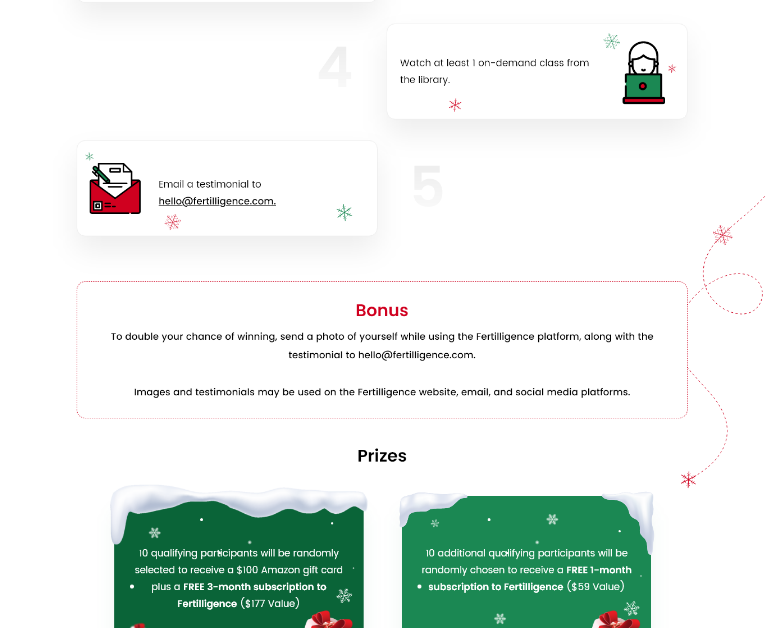 4
Watch at least 1 on-demand class from
the library.
Email a testimonial to
hello@fertilligence.com.
5
Bonus
To double your chance of winning, send a photo of yourself while using the Fertilligence platform, along with the
testimonial to hello@fertilligence.com.
Images and testimonials may be used on the Fertilligence website, email, and social media platforms.
Prizes
10 qualifying participants will be randomly
selected to receive a $100 Amazon gift card
plus a FREE 3-month subscription to
Fertilligence ($177 Value)
10 additional qualifying participants will be
randomly chosen to receive a FREE 1-month
subscription to Fertilligence ($59 Value)